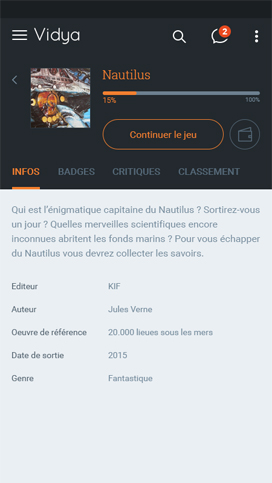 Vidya
2
Nautilus
15%
100%
Continuer le jeu
INFOS
BADGES
CRITIQUES
CLASSEMENT
Qui est l'énigmatique capitaine du Nautilus ? Sortirez-vous
un jour ? Quelles merveilles scientifiques encore
inconnues abritent les fonds marins ? Pour vous échapper
du Nautilus vous devrez collecter les savoirs.
Editeur KIF
Auteur Jules Verne
Oeuvre de référence 20.000 lieues sous les mers
Date de sortie 2015
Genre Fantastique